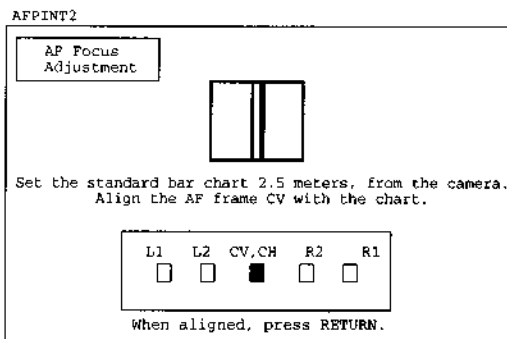 AFPINT2
AF Focus
Adjustment
Set the standard bar chart 2.5 meters, from the camera.
Align the AF frame CV with the chart.
L1 L2 CV,CH R2 R1
When aligned, press RETURN.